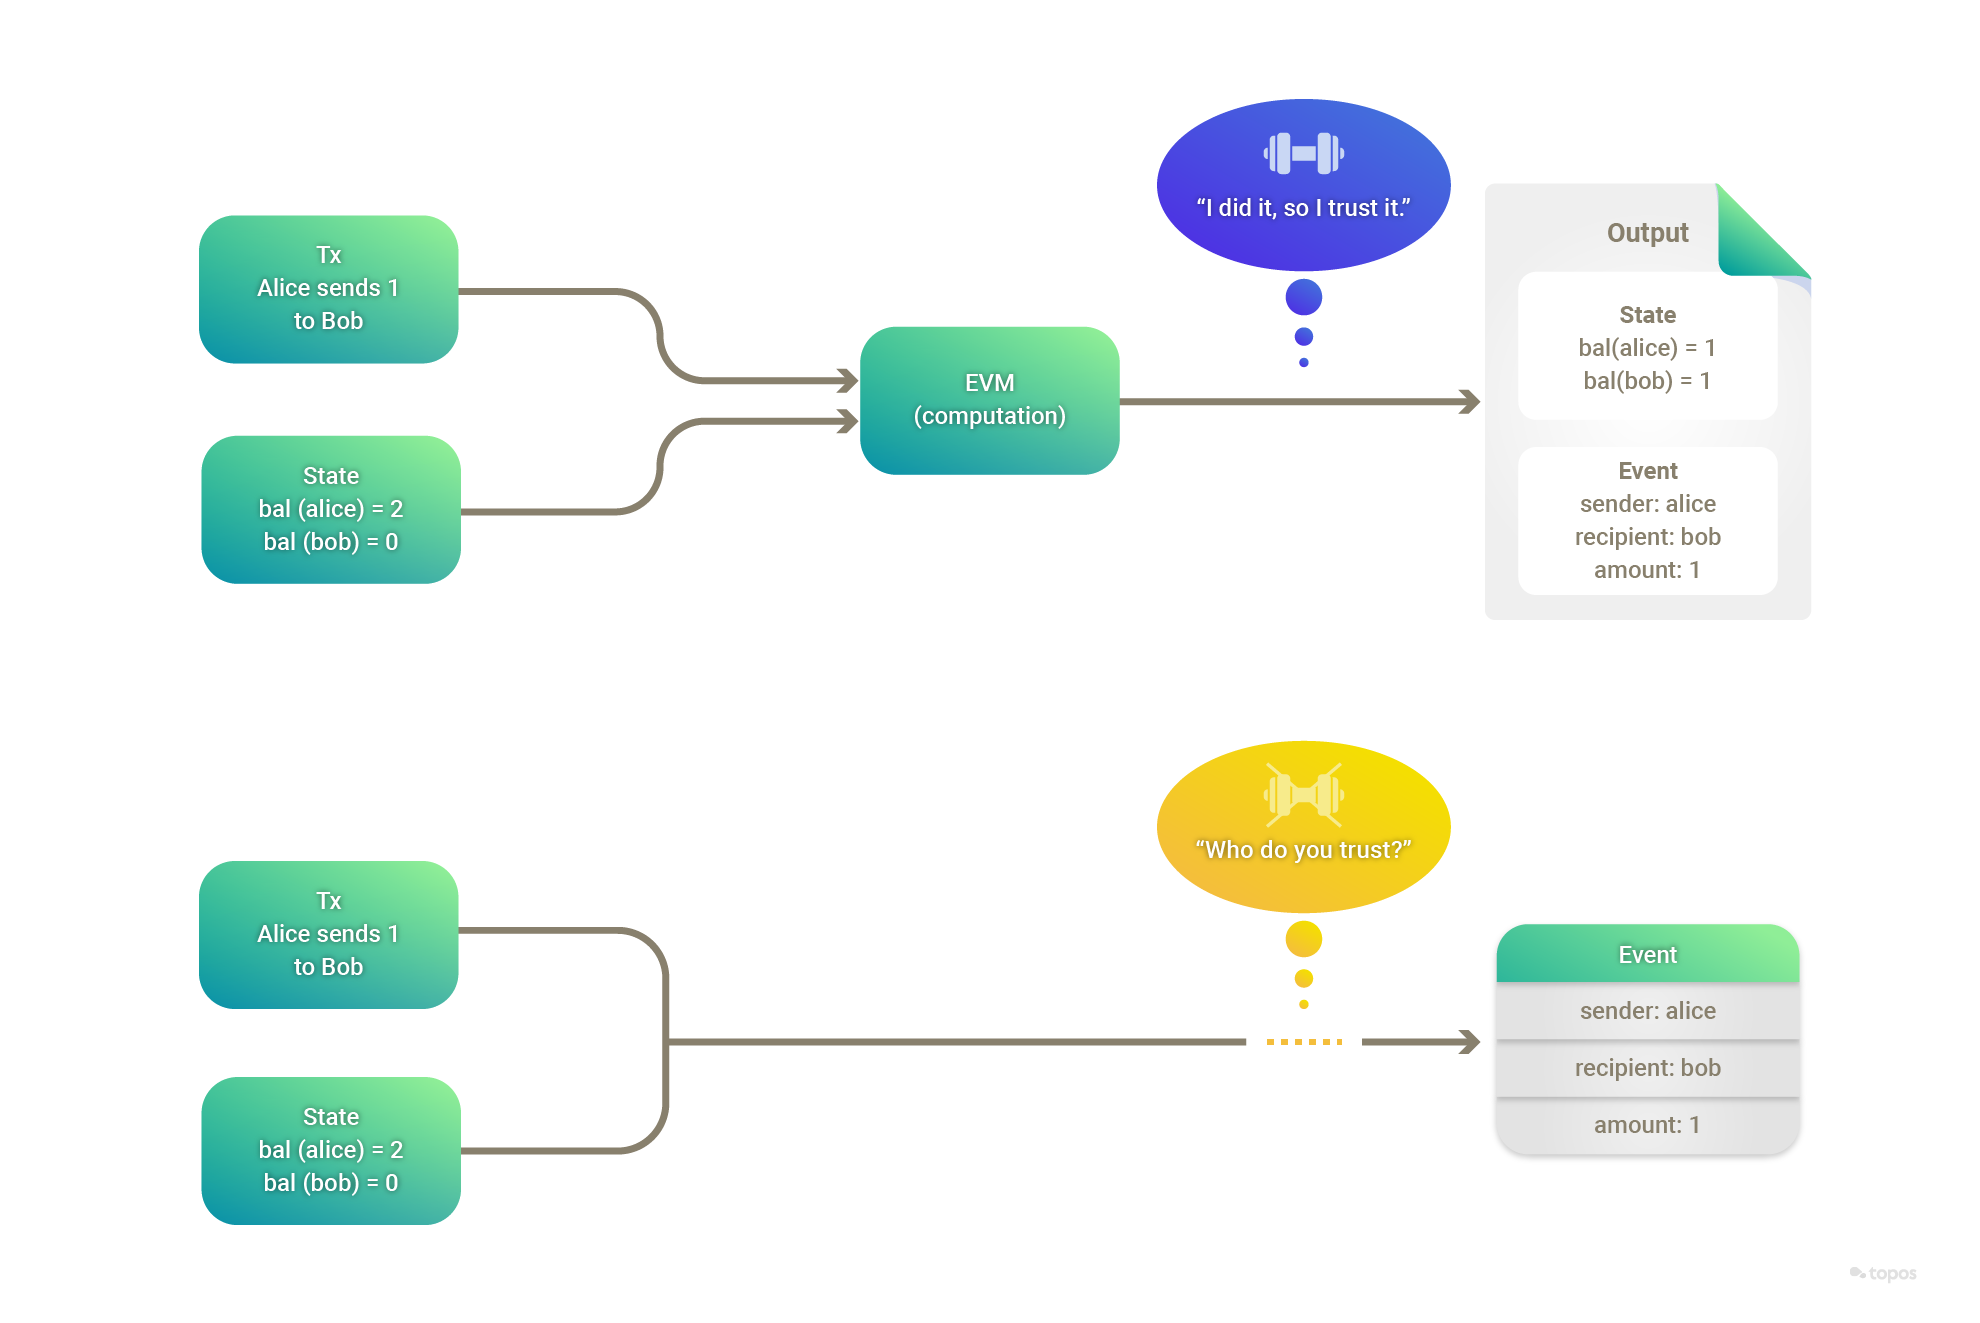 Tx
Alice sends 1
to Bob
State
bal (alice) = 2
bal (bob) = 0
EVM
(computation)
“I did it, so I trust it.”
Output
State
bal(alice) = 1
bal(bob) = 1
Event
sender: alice
recipient: bob
amount: 1
Tx
Alice sends 1
to Bob
State
bal (alice) = 2
bal (bob) = 0
“Who do you trust?”
Event
sender: alice
recipient: bob
amount: 1
topos